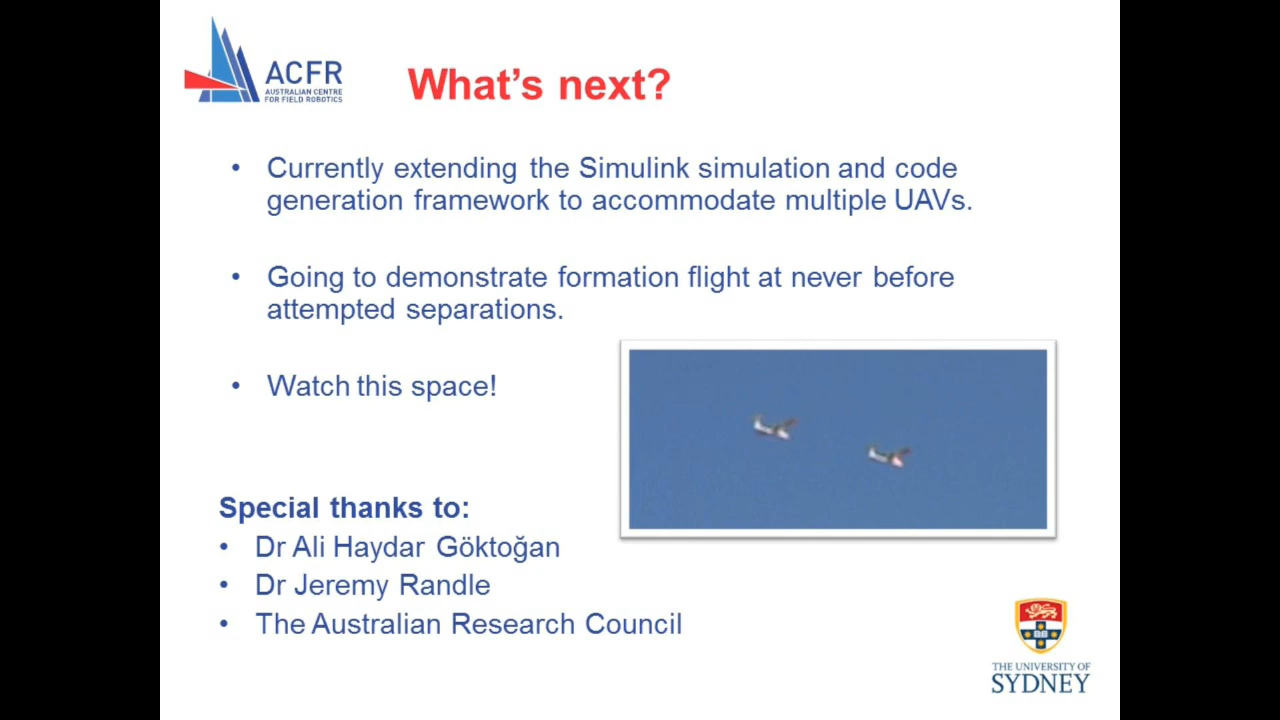 ACFR
AUSTRALIAN CENTRE
FOR FIELD ROBOTICS
What's next?
• Currently extending the Simulink simulation and code
generation framework to accommodate multiple UAVs.
• Going to demonstrate formation flight at never before
attempted separations.
• Watch this space!
Special thanks to:
• Dr Ali Haydar Göktoğan
• Dr Jeremy Randle
• The Australian Research Council
THE UNIVERSITY OF
SYDNEY